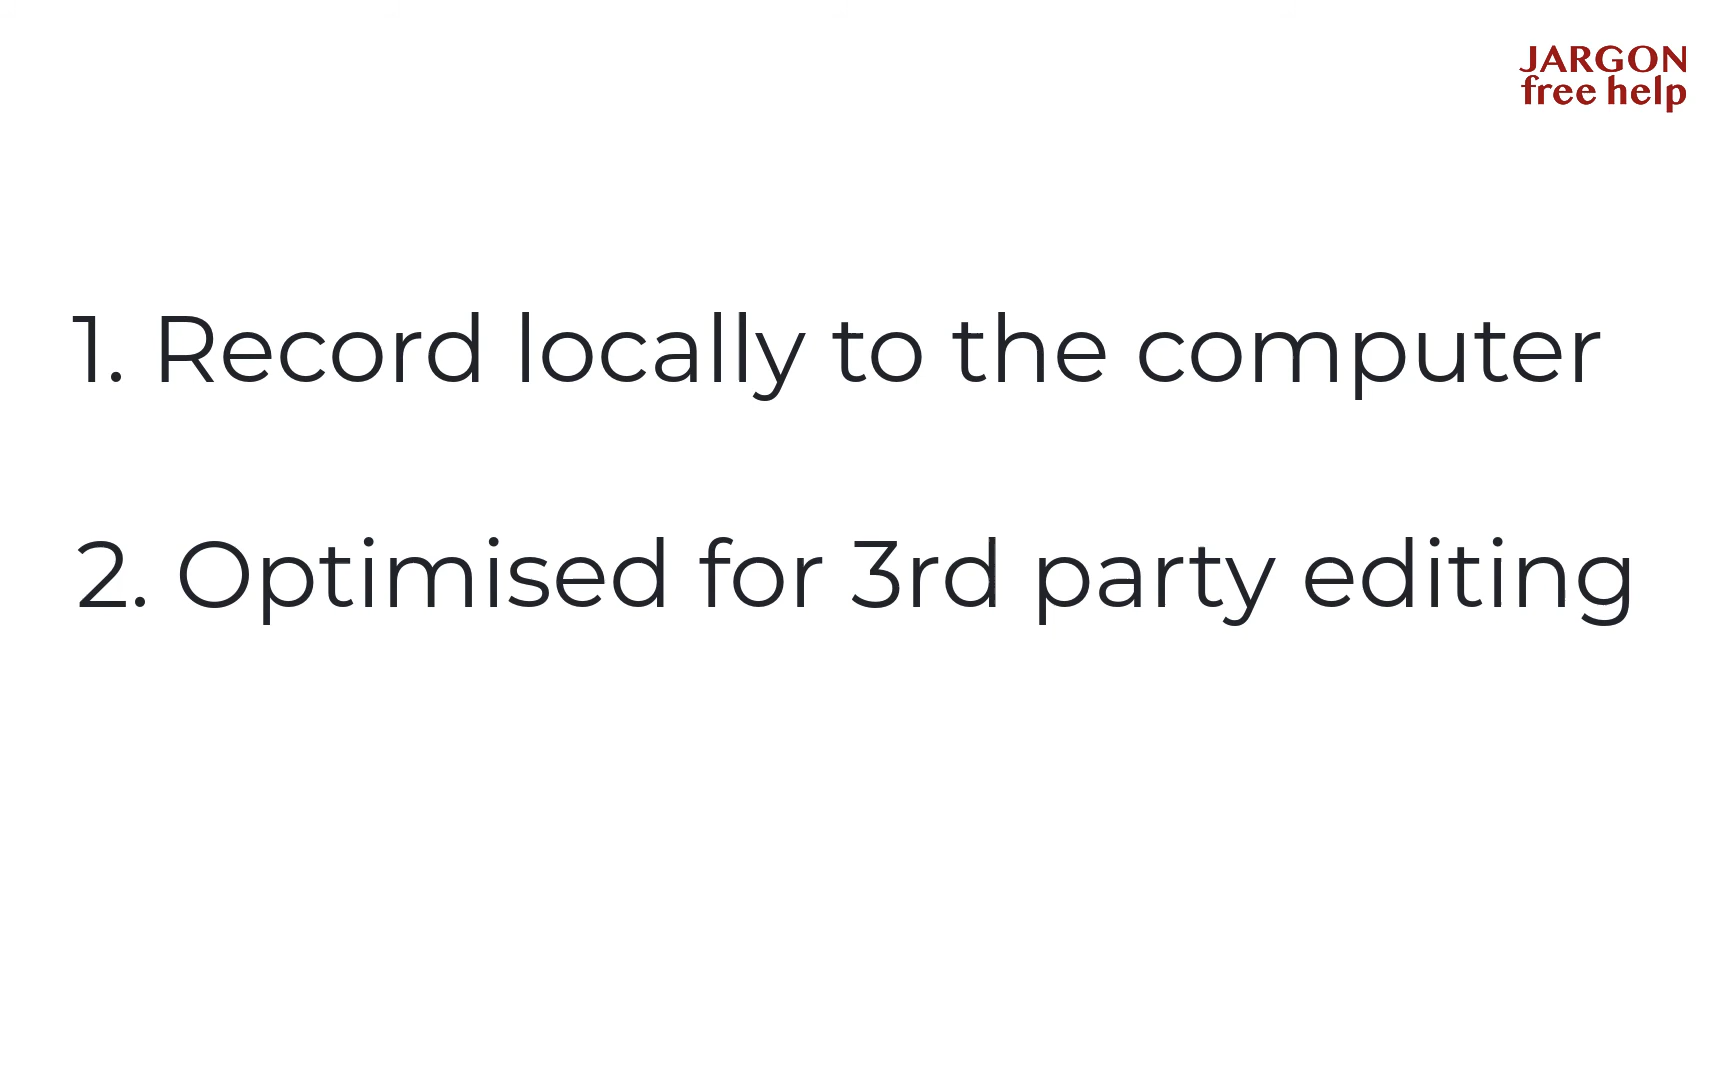 JARGON
free help
1. Record locally to the computer
2. Optimised for 3rd party editing